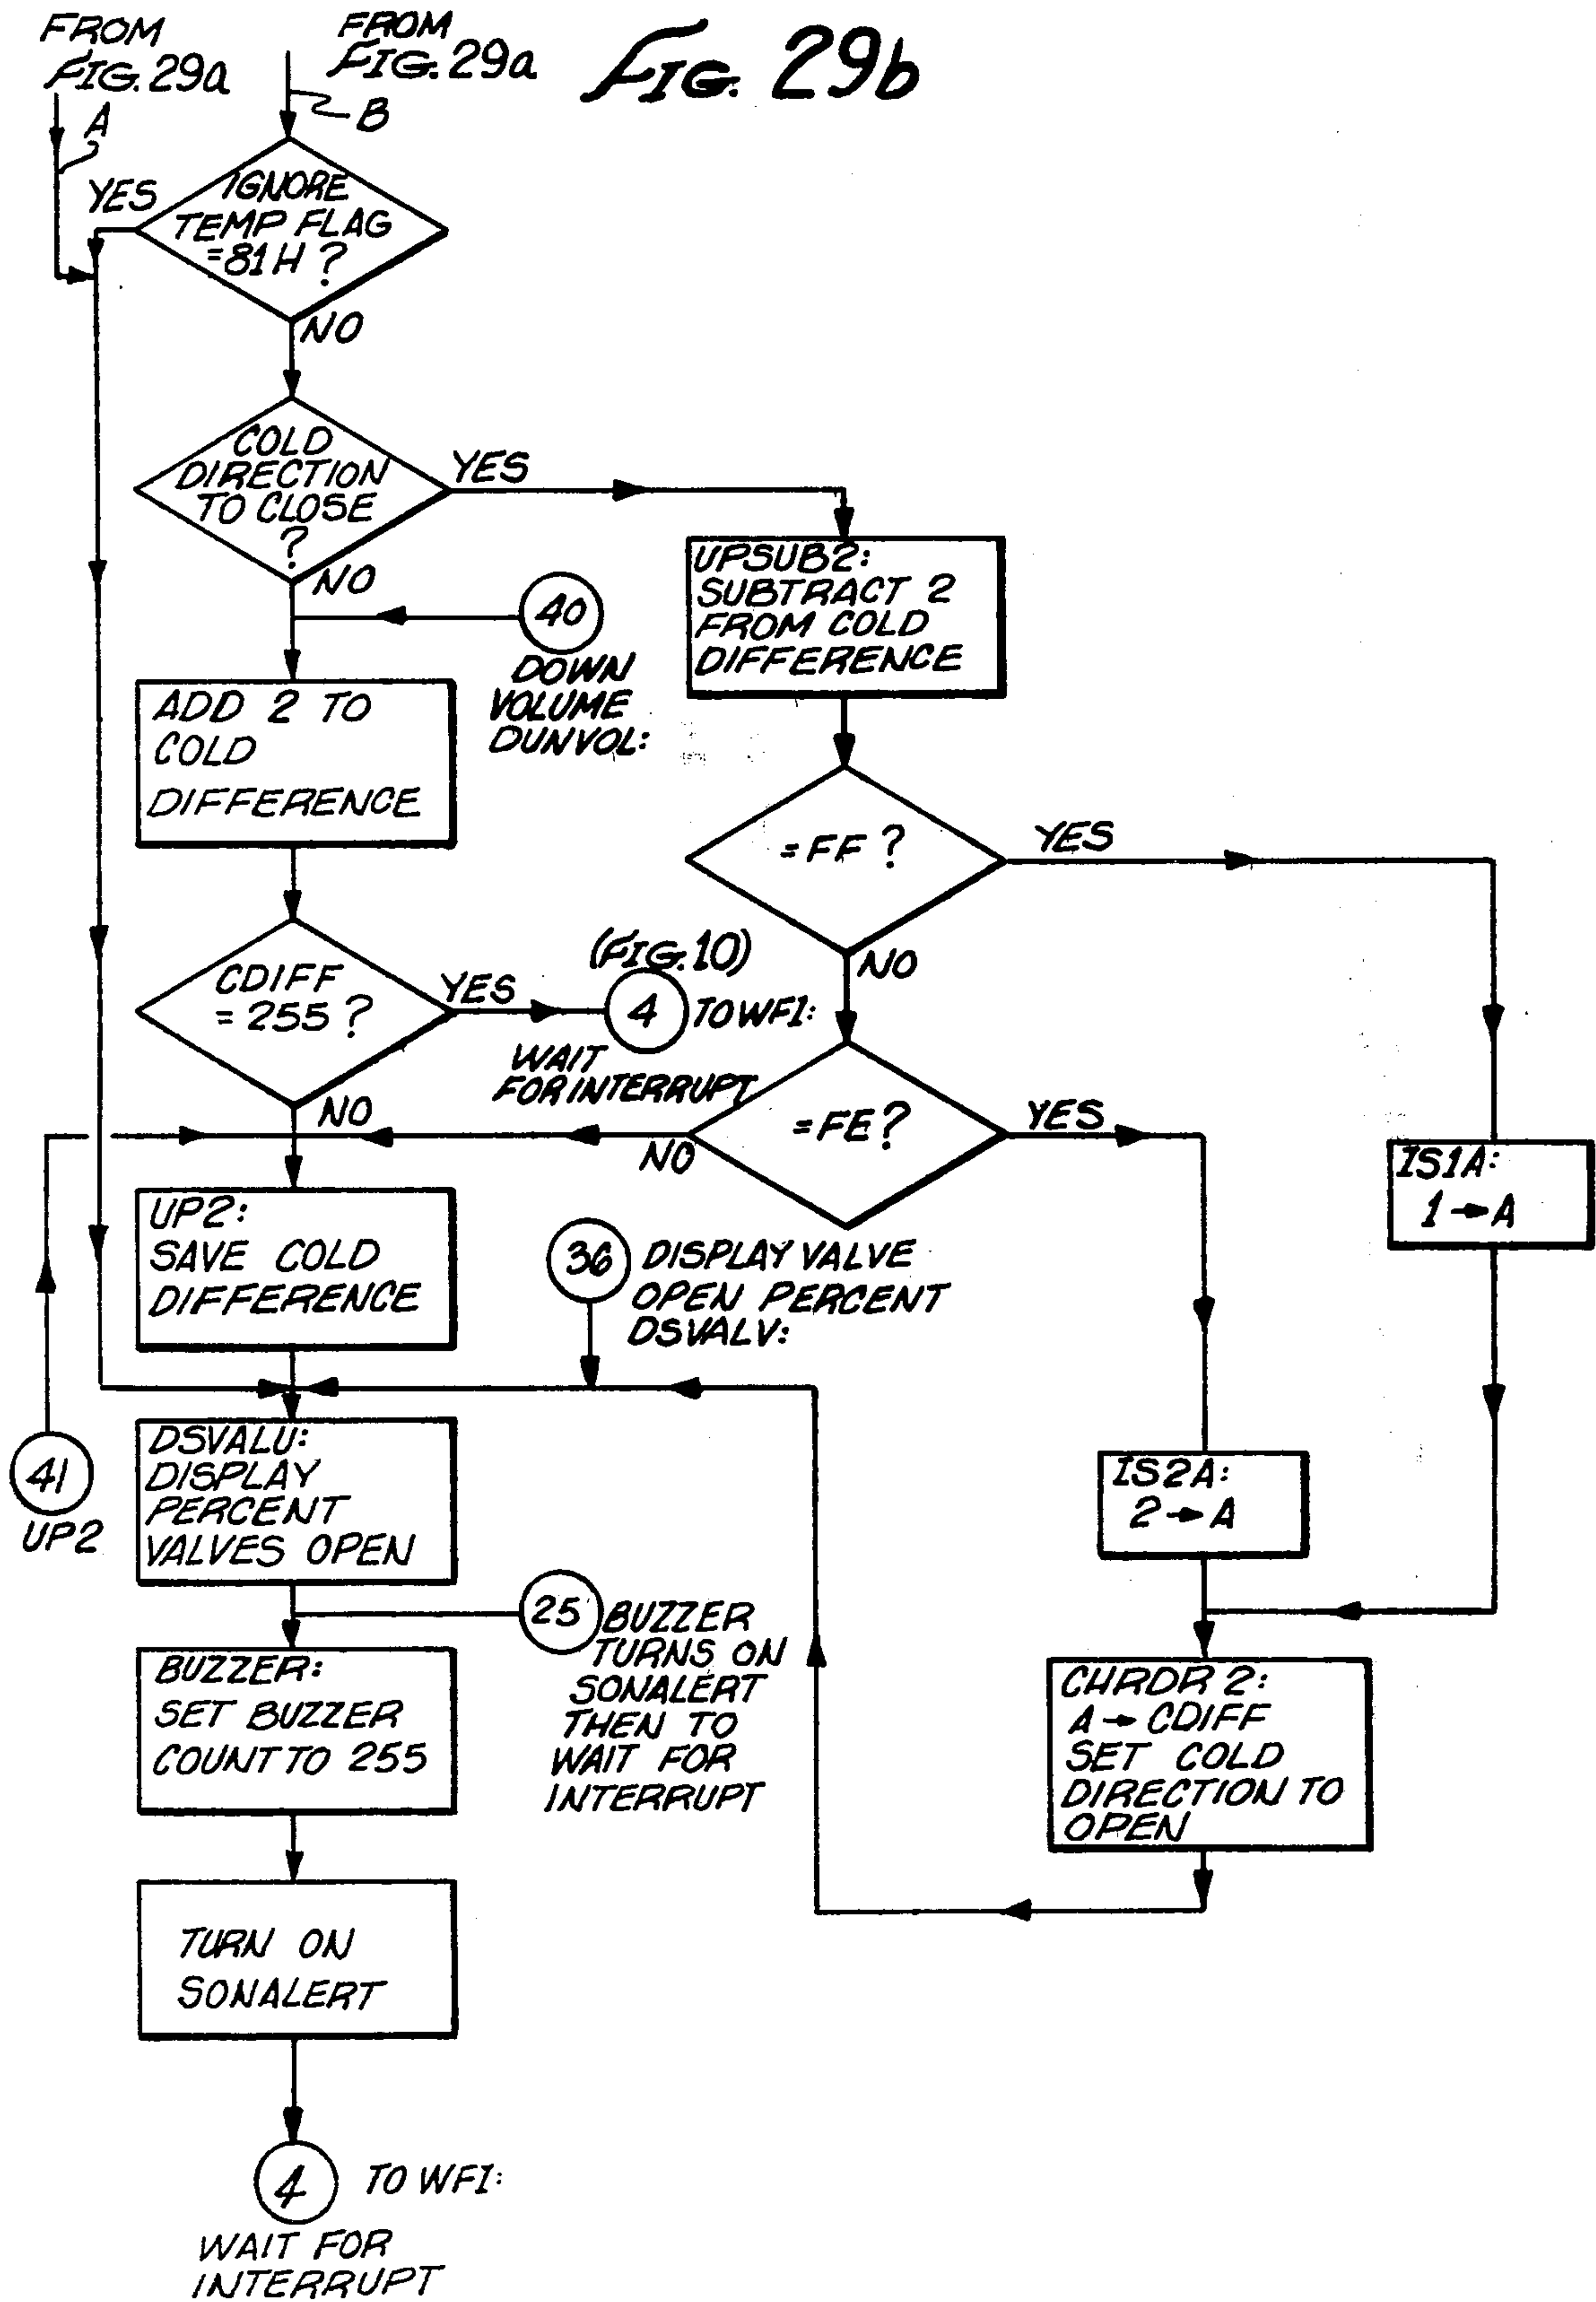 FROM
FIG. 29a
FROM
FIG. 29a
FIG. 29b
A
B
YES
IGNORE
TEMP FLAG
=81H ?
NO
COLD
DIRECTION
TO CLOSE
?
YES
NO
40
DOWN
VOLUME
DUNVOL:
UPSUB2:
SUBTRACT 2
FROM COLD
DIFFERENCE
ADD 2 TO
COLD
DIFFERENCE
=FF ?
YES
NO
CDIFF
= 255 ?
YES
(FIG. 10)
4
TO WFI:
WAIT
FOR INTERRUPT
NO
=FE?
YES
NO
IS1A:
1→A
UP2:
SAVE COLD
DIFFERENCE
36
DISPLAY VALVE
OPEN PERCENT
DSVALV:
41
UP2
DSVALU:
DISPLAY
PERCENT
VALVES OPEN
IS2A:
2→A
25
BUZZER
TURNS ON
SONALERT
THEN TO
WAIT FOR
INTERRUPT
BUZZER:
SET BUZZER
COUNT TO 255
CHRDR 2:
A→CDIFF
SET COLD
DIRECTION TO
OPEN
TURN ON
SONALERT
4
TO WFI:
WAIT FOR
INTERRUPT